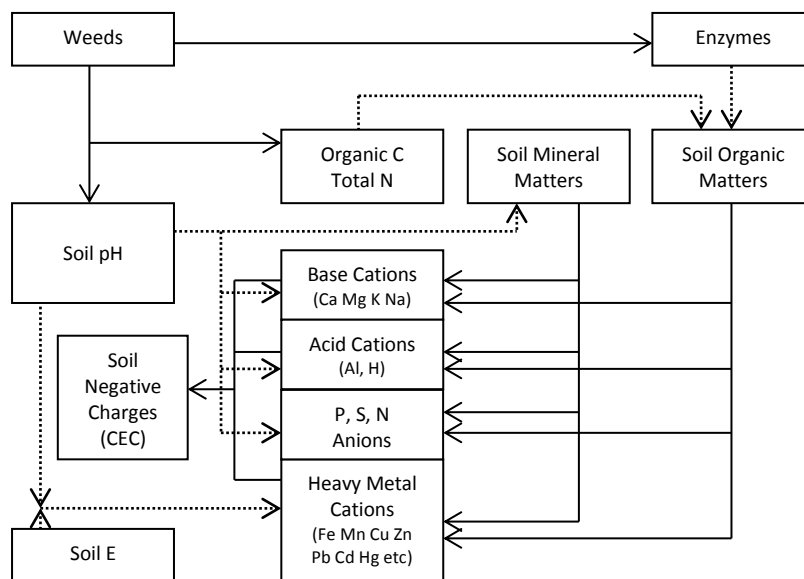 Weeds
Enzymes
Organic C
Total N
Soil Mineral
Matters
Soil Organic
Matters
Soil pH
Base Cations
(Ca Mg K Na)
Acid Cations
(Al, H)
Soil
Negative
Charges
(CEC)
P, S, N
Anions
Heavy Metal
Cations
(Fe Mn Cu Zn
Pb Cd Hg etc)
Soil E